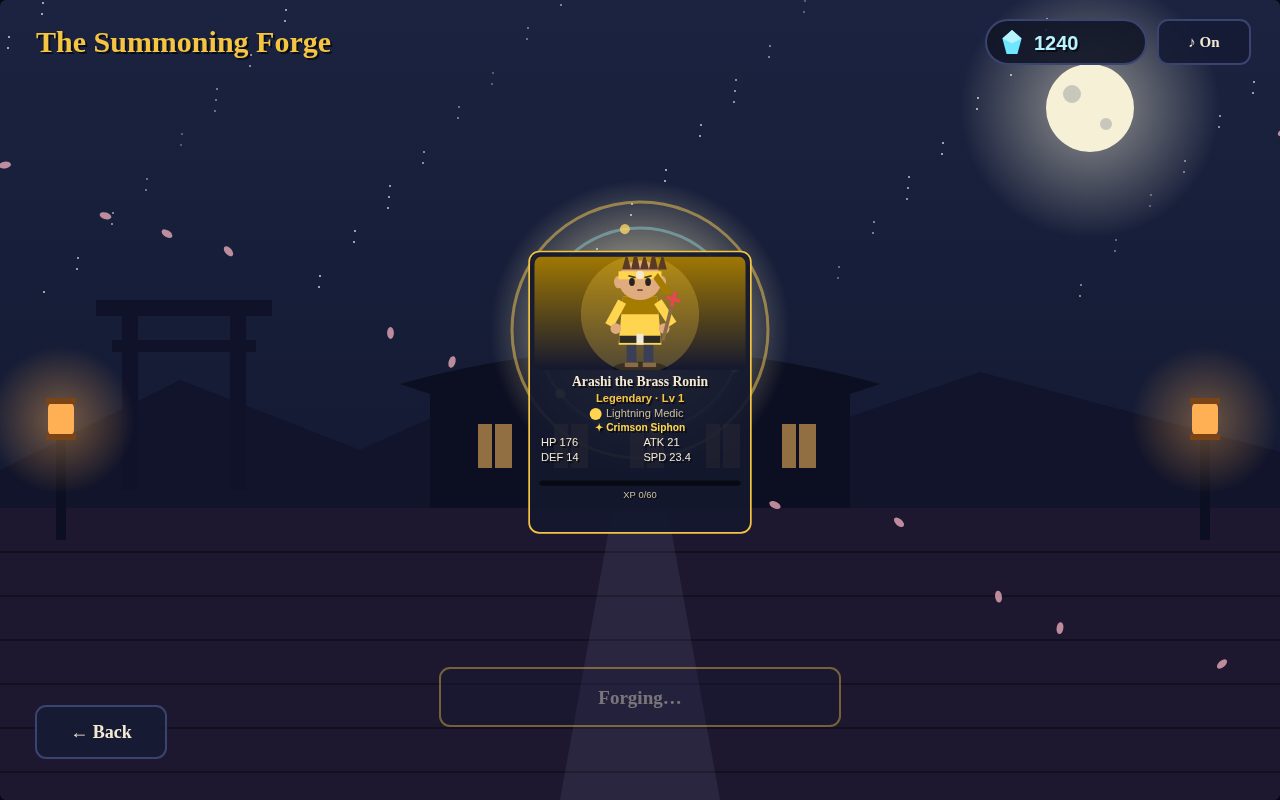 The Summoning Forge
1240
♪ On
Arashi the Brass Ronin
Legendary · Lv 1
Lightning Medic
✦ Crimson Siphon
HP 176 ATK 21
DEF 14 SPD 23.4
XP 0/60
Forging…
← Back